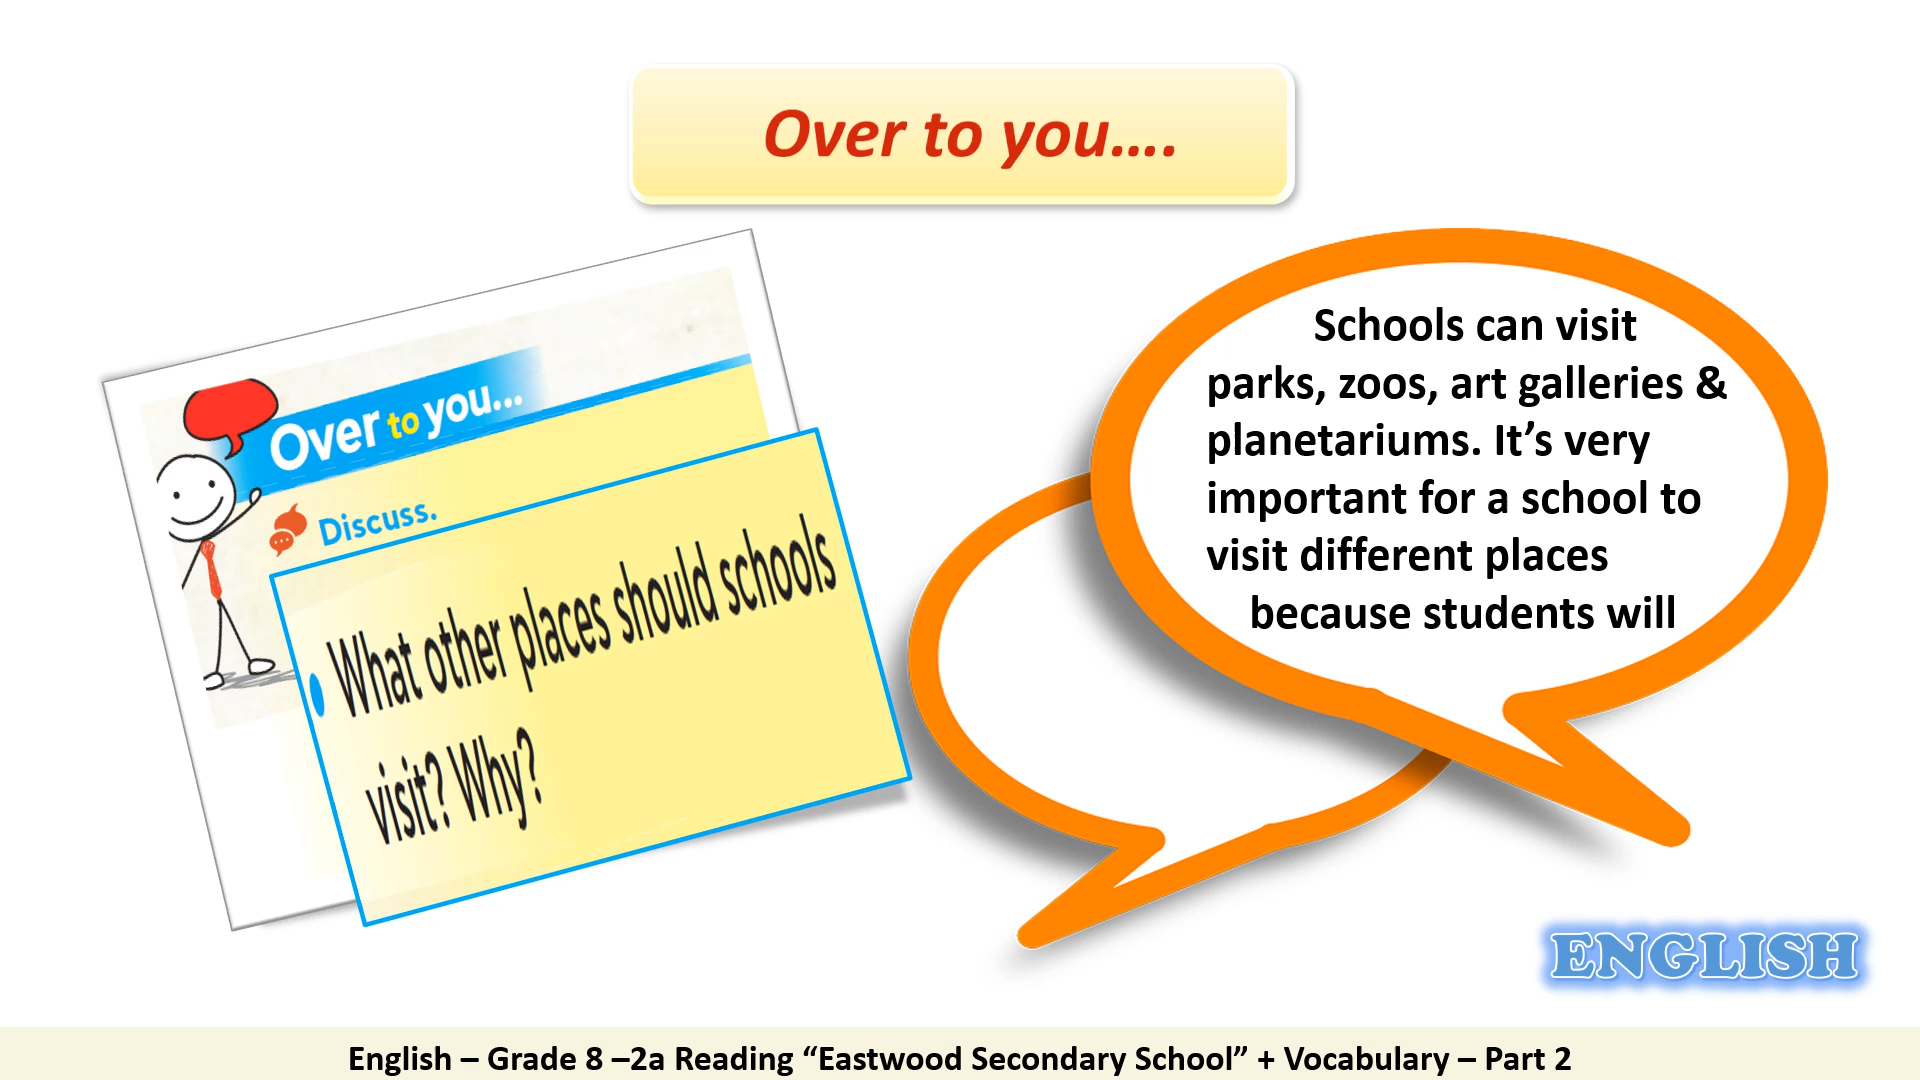 Over to you….
Over to you...
Discuss.
• What other places should schools
visit? Why?
Schools can visit
parks, zoos, art galleries &
planetariums. It’s very
important for a school to
visit different places
because students will
ENGLISH
English – Grade 8 –2a Reading “Eastwood Secondary School” + Vocabulary – Part 2